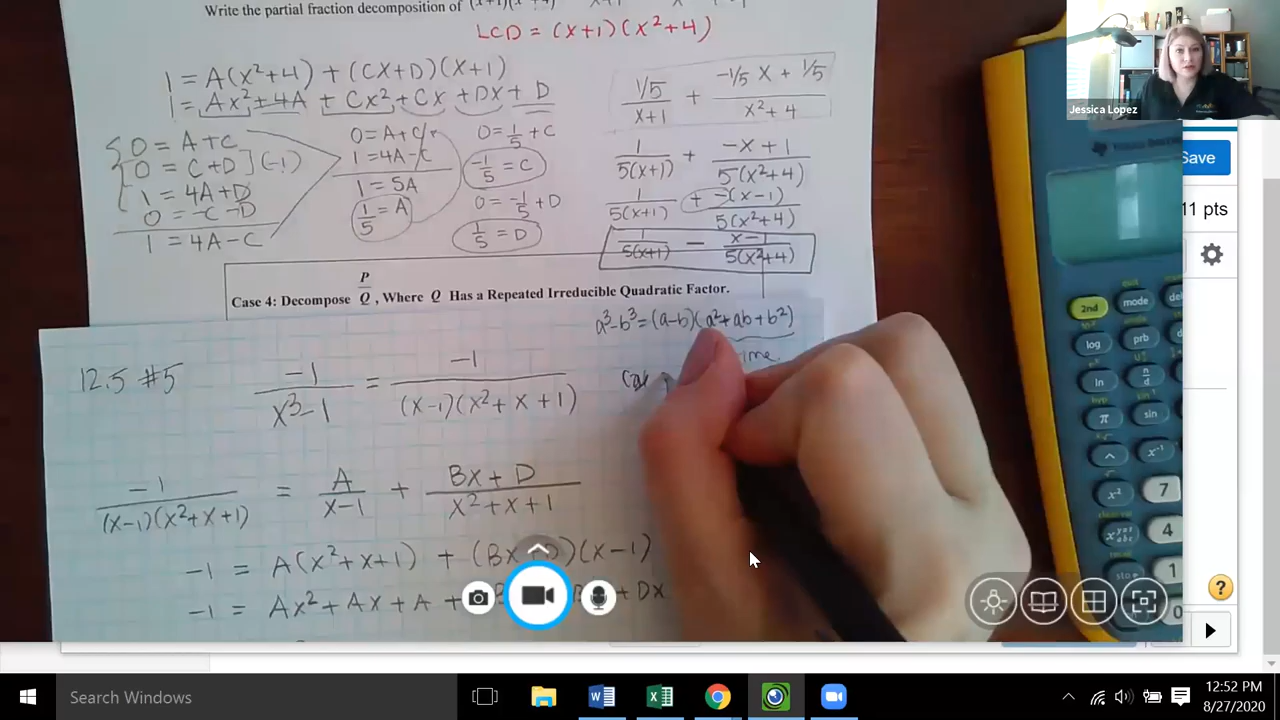 Write the partial fraction decomposition of
LCD = (x+1)(x²+4)
1 = A(x²+4) + (Cx+D)(x+1)
1 = Ax²+4A + Cx²+Cx+Dx+D
0 = A+C
0 = C+D ](-1)
1 = 4A+D
0 = -C-D
1 = 4A-C
0 = A+C
1 = 4A-C
1 = 5A
1/5 = A
0 = 1/5 + C
-1/5 = C
0 = -1/5 + D
1/5 = D
(1/5)/(x+1) + (-1/5 x + 1/5)/(x²+4)
1/(5(x+1)) + (-x+1)/(5(x²+4))
1/(5(x+1)) + -(x-1)/(5(x²+4))
1/(5(x+1)) - (x-1)/(5(x²+4))
Case 4: Decompose P/Q, Where Q Has a Repeated Irreducible Quadratic Factor.
a³-b³=(a-b)(a²+ab+b²)
12.5 #5
-1/(x³-1) = -1/((x-1)(x²+x+1))
-1/((x-1)(x²+x+1)) = A/(x-1) + (Bx+D)/(x²+x+1)
-1 = A(x²+x+1) + (Bx+D)(x-1)
-1 = Ax²+Ax+A + + Dx
Jessica Lopez
Save
11 pts
2nd
mode
del
log
prb
ln
n/d
π
sin
^
x⁻¹
x²
7
4
1
0
?
Search Windows
12:52 PM
8/27/2020